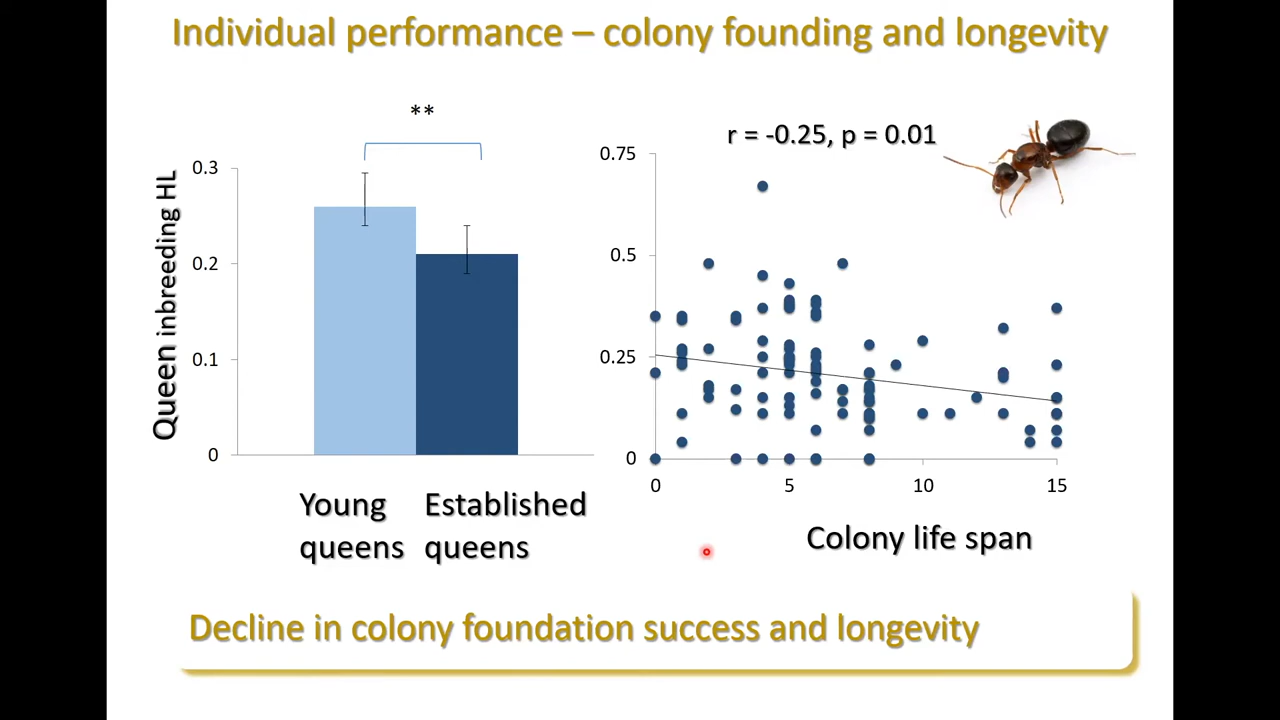 Individual performance – colony founding and longevity
**
r = -0.25, p = 0.01
Queen inbreeding HL
0.3
0.2
0.1
0
Young queens
Established queens
0.75
0.5
0.25
0
0
5
10
15
Colony life span
Decline in colony foundation success and longevity